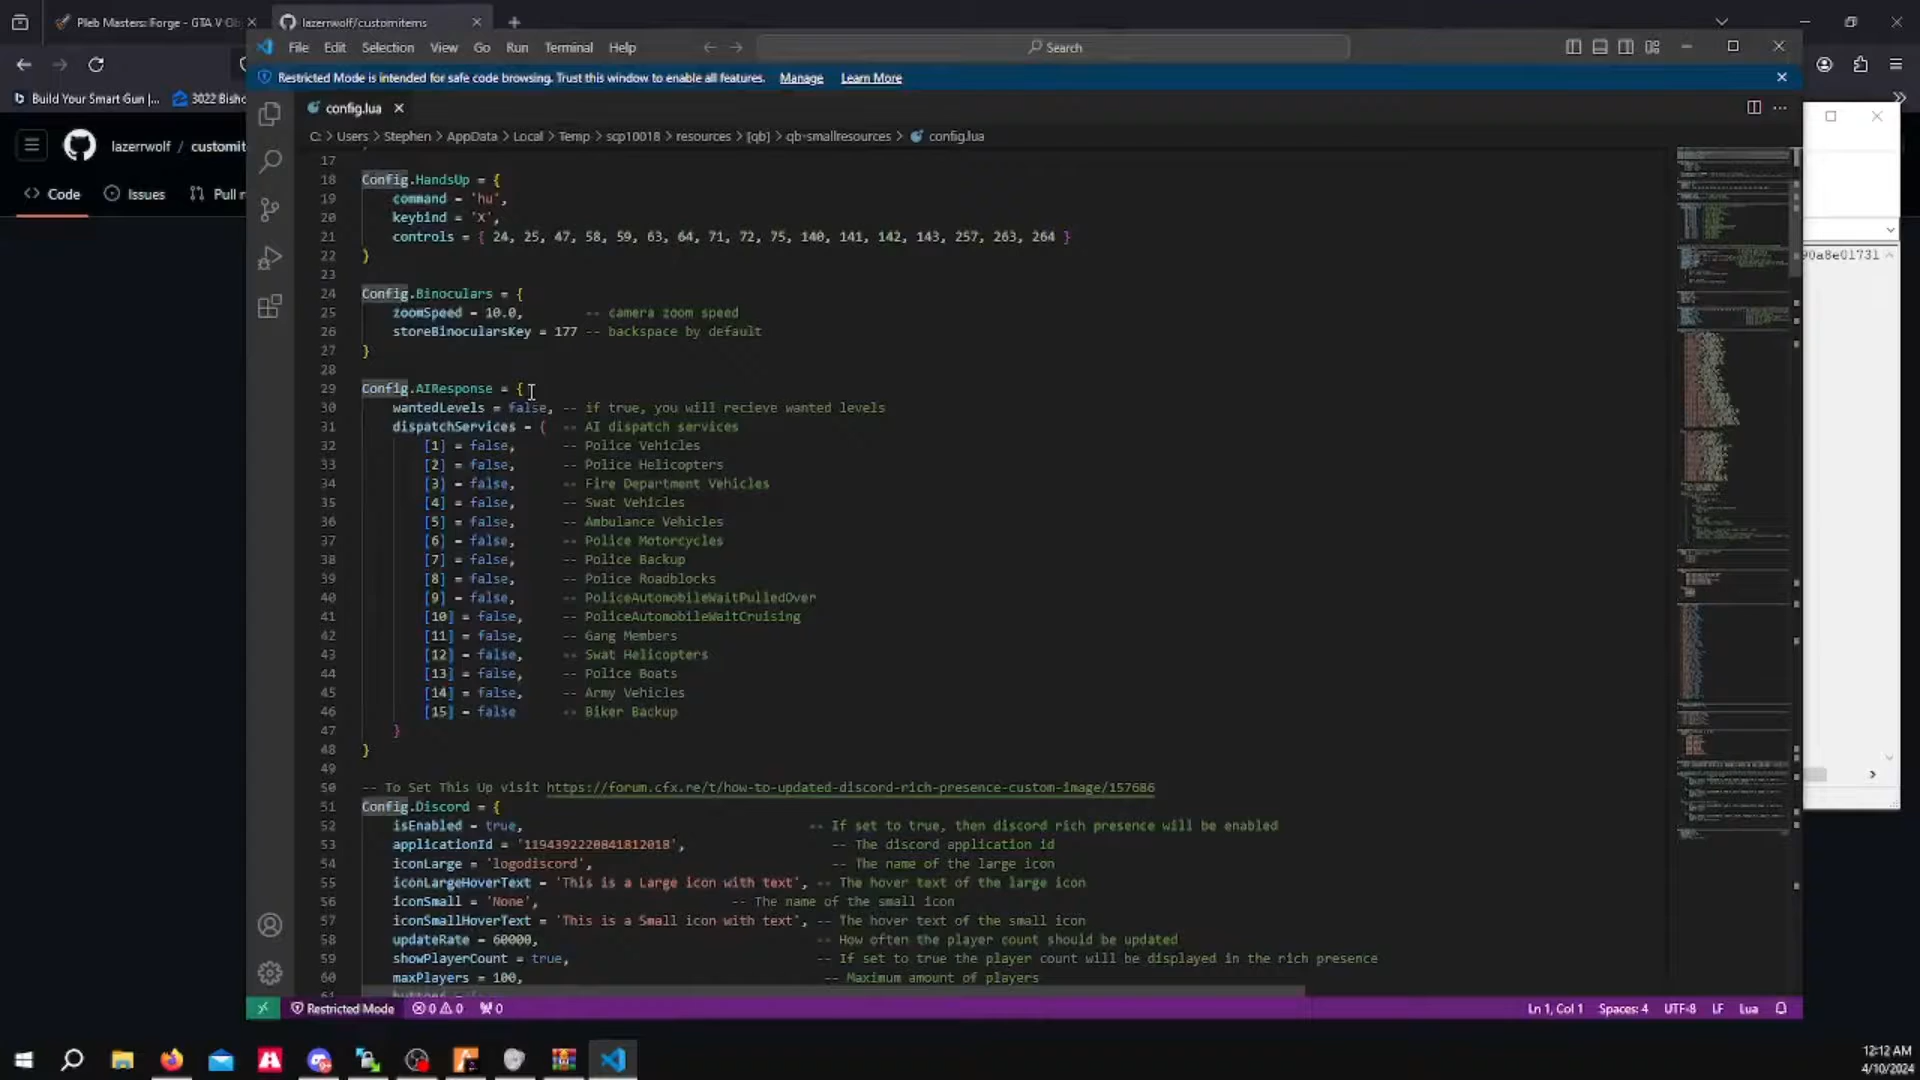 Pleb Masters: Forge - GTA V Ob
lazernwolf/customitems
File Edit Selection View Go Run Terminal Help
Search
Restricted Mode is intended for safe code browsing. Trust this window to enable all features. Manage Learn More
Build Your Smart Gun |...
3022 Bisho
config.lua
C: > Users > Stephen > AppData > Local > Temp > scp10018 > resources > [qb] > qb-smallresources > config.lua
lazerrwolf / customit
Code Issues Pull r
90a8e01731
17
18 Config.HandsUp = {
19 command = 'hu',
20 keybind = 'X',
21 controls = { 24, 25, 47, 58, 59, 63, 64, 71, 72, 75, 140, 141, 142, 143, 257, 263, 264 }
22 }
23
24 Config.Binoculars = {
25 zoomSpeed = 10.0, -- camera zoom speed
26 storeBinocularsKey = 177 -- backspace by default
27 }
28
29 Config.AIResponse = {
30 wantedLevels = false, -- if true, you will recieve wanted levels
31 dispatchServices = { -- AI dispatch services
32 [1] = false, -- Police Vehicles
33 [2] = false, -- Police Helicopters
34 [3] = false, -- Fire Department Vehicles
35 [4] = false, -- Swat Vehicles
36 [5] = false, -- Ambulance Vehicles
37 [6] = false, -- Police Motorcycles
38 [7] = false, -- Police Backup
39 [8] = false, -- Police Roadblocks
40 [9] = false, -- PoliceAutomobileWaitPulledOver
41 [10] = false, -- PoliceAutomobileWaitCruising
42 [11] = false, -- Gang Members
43 [12] = false, -- Swat Helicopters
44 [13] = false, -- Police Boats
45 [14] = false, -- Army Vehicles
46 [15] = false -- Biker Backup
47 }
48 }
49
50 -- To Set This Up visit https://forum.cfx.re/t/how-to-updated-discord-rich-presence-custom-image/157686
51 Config.Discord = {
52 isEnabled = true, -- If set to true, then discord rich presence will be enabled
53 applicationId = '1194392220841812018', -- The discord application id
54 iconLarge = 'logodiscord', -- The name of the large icon
55 iconLargeHoverText = 'This is a Large icon with text', -- The hover text of the large icon
56 iconSmall = 'None', -- The name of the small icon
57 iconSmallHoverText = 'This is a Small icon with text', -- The hover text of the small icon
58 updateRate = 60000, -- How often the player count should be updated
59 showPlayerCount = true, -- If set to true the player count will be displayed in the rich presence
60 maxPlayers = 100, -- Maximum amount of players
Restricted Mode 0 0 0
Ln 1, Col 1 Spaces: 4 UTF-8 LF Lua
12:12 AM
4/10/2024